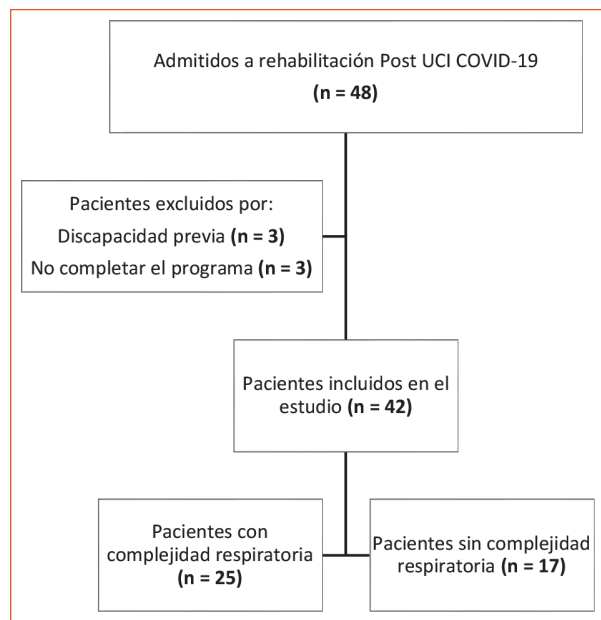 Admitidos a rehabilitación Post UCI COVID-19
(n = 48)
Pacientes excluidos por:
Discapacidad previa (n = 3)
No completar el programa (n = 3)
Pacientes incluidos en el
estudio (n = 42)
Pacientes con
complejidad respiratoria
(n = 25)
Pacientes sin complejidad
respiratoria (n = 17)